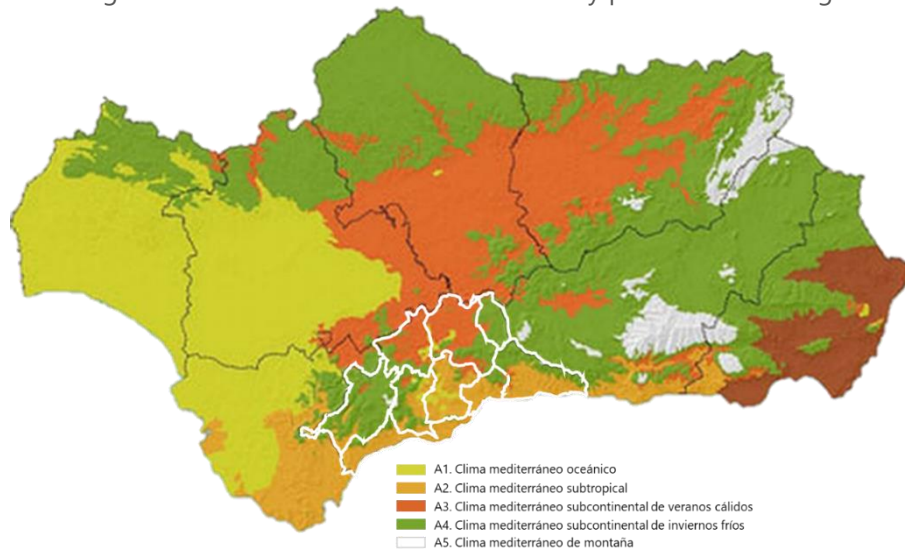 y p
A1. Clima mediterráneo oceánico
A2. Clima mediterráneo subtropical
A3. Clima mediterráneo subcontinental de veranos cálidos
A4. Clima mediterráneo subcontinental de inviernos fríos
A5. Clima mediterráneo de montaña